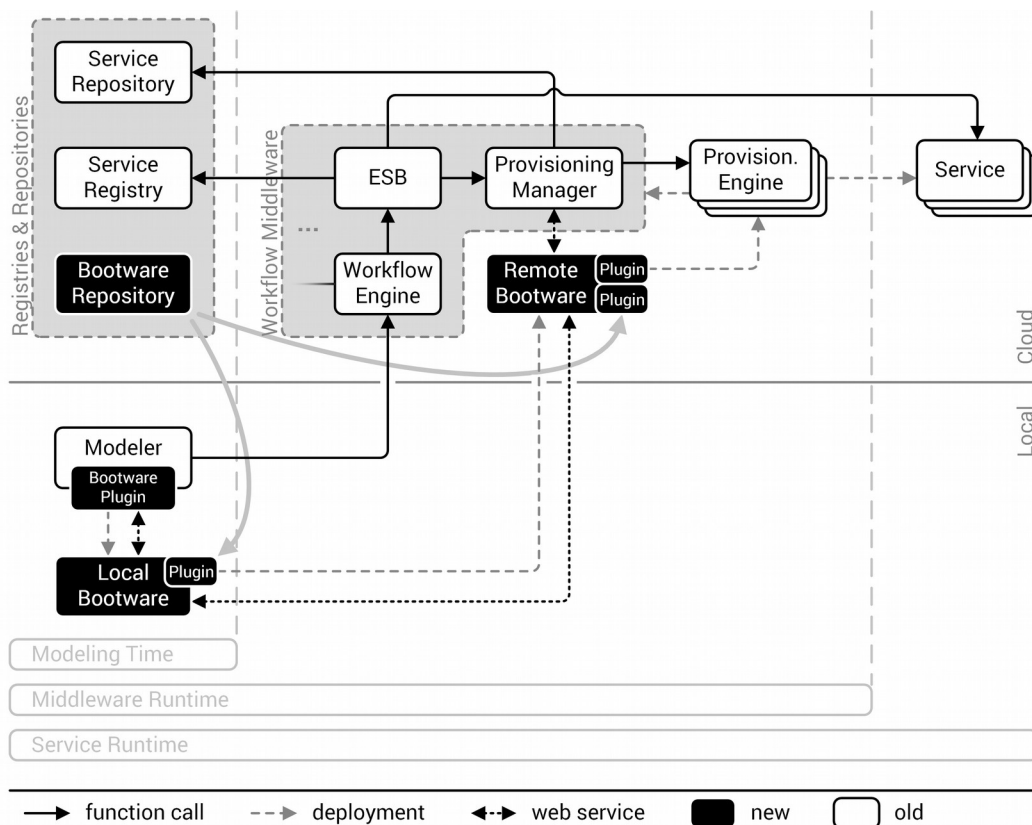 Service
Repository
Service
Registry
Bootware
Repository
Registries & Repositories
Workflow Middleware
ESB
Provisioning
Manager
Provision.
Engine
Service
....
Workflow
Engine
Remote
Bootware
Plugin
Plugin
Cloud
Local
Modeler
Bootware
Plugin
Local
Bootware
Plugin
Modeling Time
Middleware Runtime
Service Runtime
function call
deployment
web service
new
old